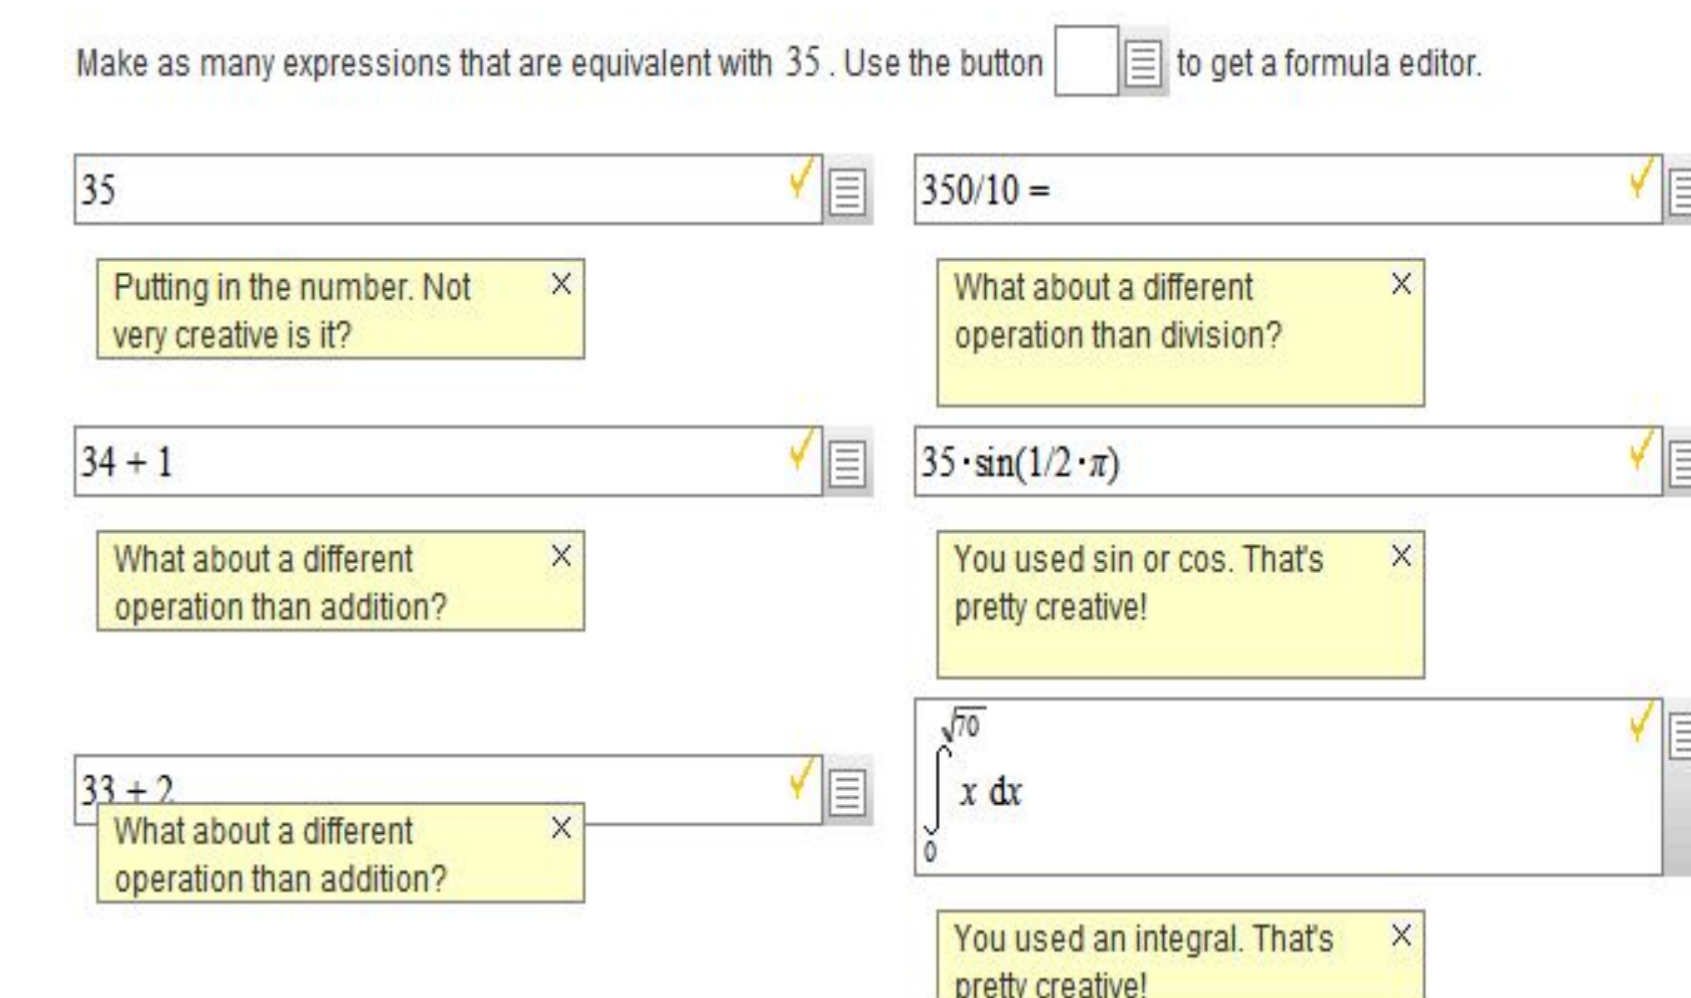 Make as many expressions that are equivalent with 35 . Use the button to get a formula editor.
35
Putting in the number. Not
very creative is it?
34 + 1
What about a different
operation than addition?
33 + 2
What about a different
operation than addition?
350/10 =
What about a different
operation than division?
35·sin(1/2·π)
You used sin or cos. That's
pretty creative!
√70
∫ x dx
0
You used an integral. That's
pretty creative!